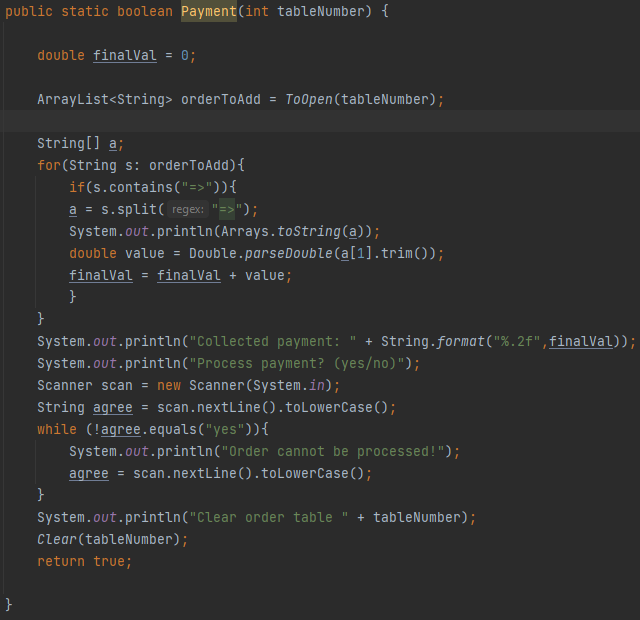 public static boolean Payment(int tableNumber) {
double finalVal = 0;
ArrayList<String> orderToAdd = ToOpen(tableNumber);
String[] a;
for(String s: orderToAdd){
if(s.contains("=>")){
a = s.split( regex: "=>");
System.out.println(Arrays.toString(a));
double value = Double.parseDouble(a[1].trim());
finalVal = finalVal + value;
}
}
System.out.println("Collected payment: " + String.format("%.2f",finalVal));
System.out.println("Process payment? (yes/no)");
Scanner scan = new Scanner(System.in);
String agree = scan.nextLine().toLowerCase();
while (!agree.equals("yes")){
System.out.println("Order cannot be processed!");
agree = scan.nextLine().toLowerCase();
}
System.out.println("Clear order table " + tableNumber);
Clear(tableNumber);
return true;
}